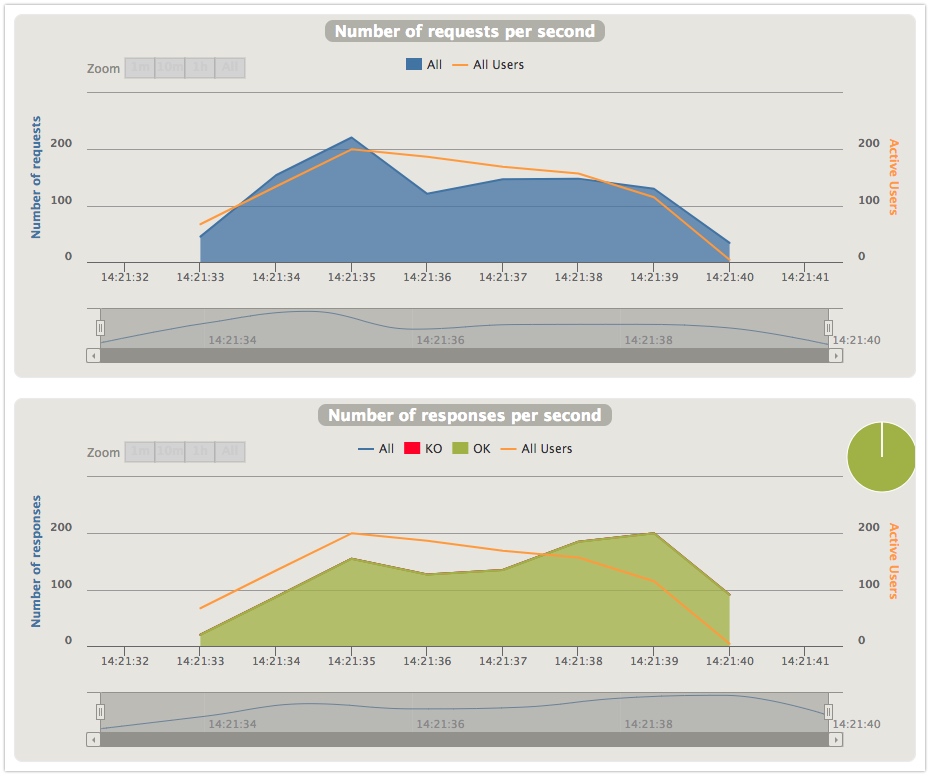 Number of requests per second
Zoom 1m 10m 1h All
All All Users
Number of requests
Active Users
200 200
100 100
0 0
14:21:32 14:21:33 14:21:34 14:21:35 14:21:36 14:21:37 14:21:38 14:21:39 14:21:40 14:21:41
14:21:34 14:21:36 14:21:38 14:21:40
Number of responses per second
Zoom 1m 10m 1h All
All KO OK All Users
Number of responses
Active Users
200 200
100 100
0 0
14:21:32 14:21:33 14:21:34 14:21:35 14:21:36 14:21:37 14:21:38 14:21:39 14:21:40 14:21:41
14:21:34 14:21:36 14:21:38 14:21:40